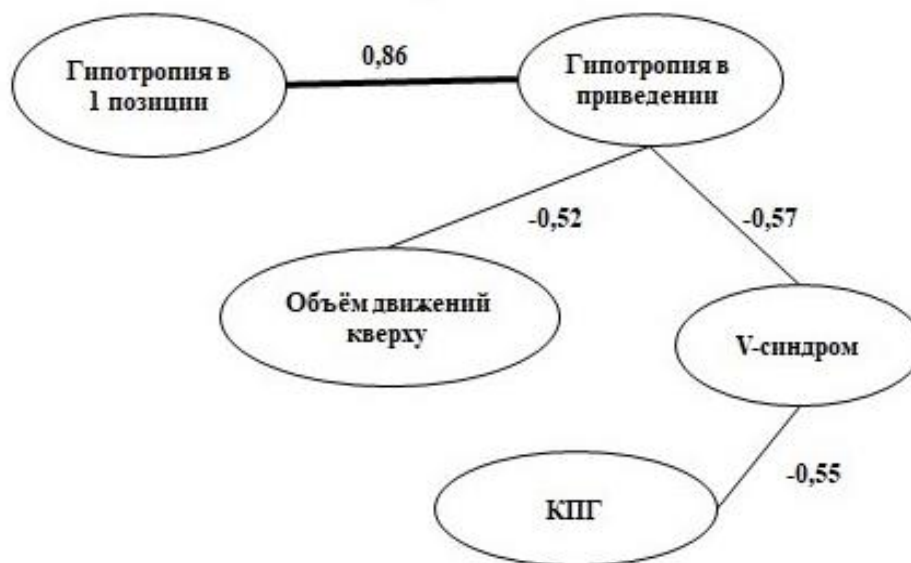 0,86
Гипотропия в
1 позиции
Гипотропия в
приведении
-0,52
-0,57
Объём движений
кверху
V-синдром
-0,55
КПГ